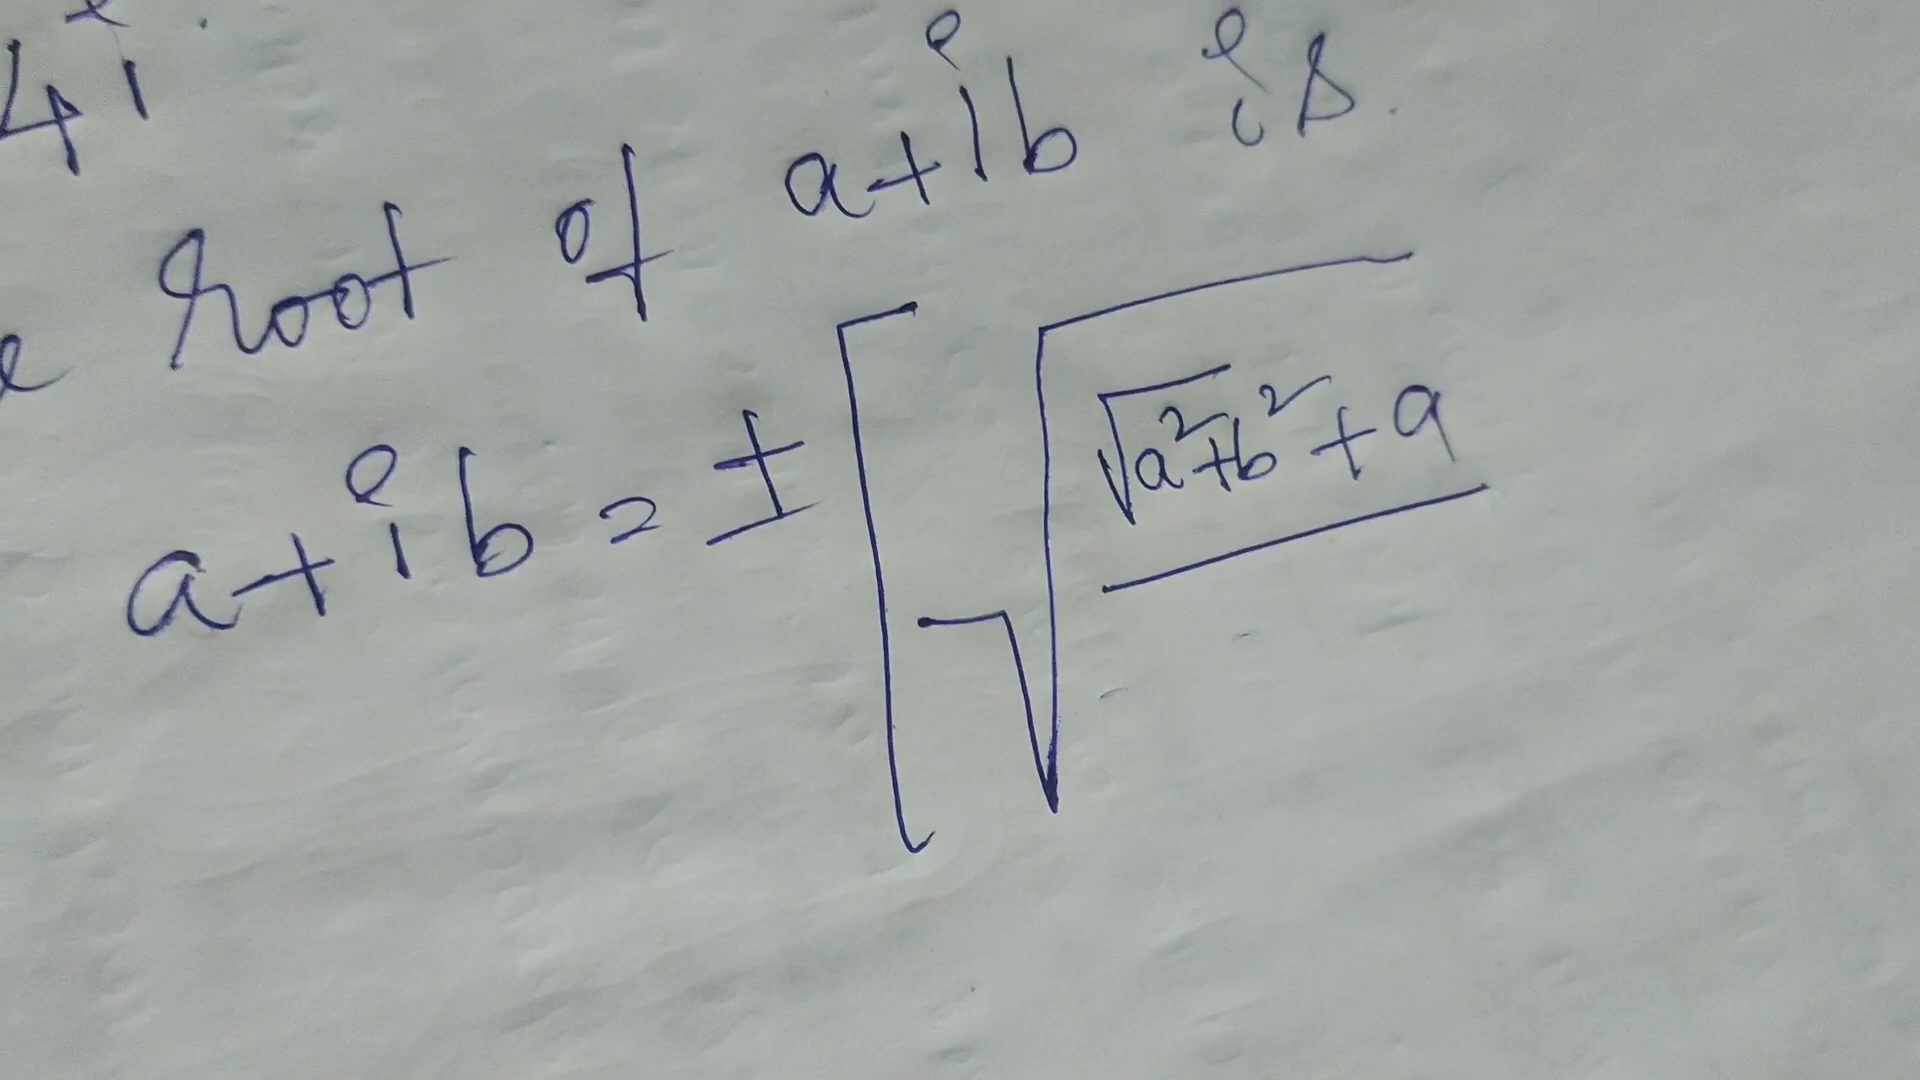 4i
root of a+ib is
a+ib = ± [ √ √a²+b² + a